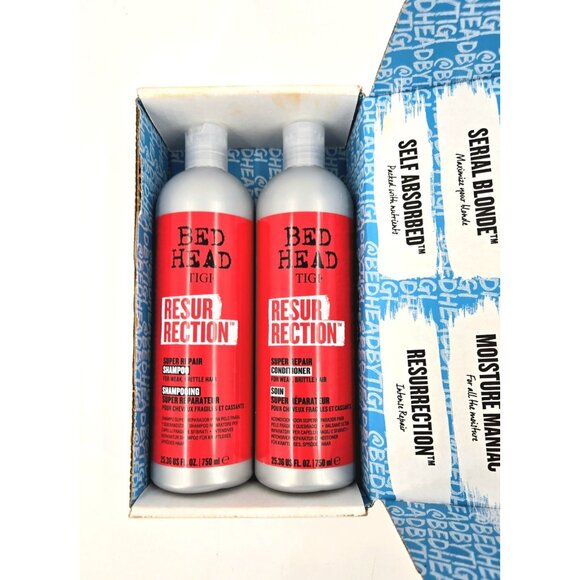 BED
HEAD
TIGI
RESUR
RECTION™
SUPER REPAIR
SHAMPOO
FOR WEAK, BRITTLE HAIR
SHAMPOOING
SUPER RÉPARATEUR
POUR CHEVEUX FRAGILES ET CASSANTS
25.36 US FL. OZ. | 750 ml ℮
BED
HEAD
TIGI
RESUR
RECTION™
SUPER REPAIR
CONDITIONER
FOR WEAK, BRITTLE HAIR
SOIN
SUPER RÉPARATEUR
POUR CHEVEUX FRAGILES ET CASSANTS
25.36 US FL. OZ. | 750 ml ℮
SELF ABSORBED™
Packed with nutrients
SERIAL BLONDE™
Maximize your blonde
RESURRECTION™
Intense Repair
MOISTURE MANIAC
For all the moisture
@BEDHEADBYTIGI